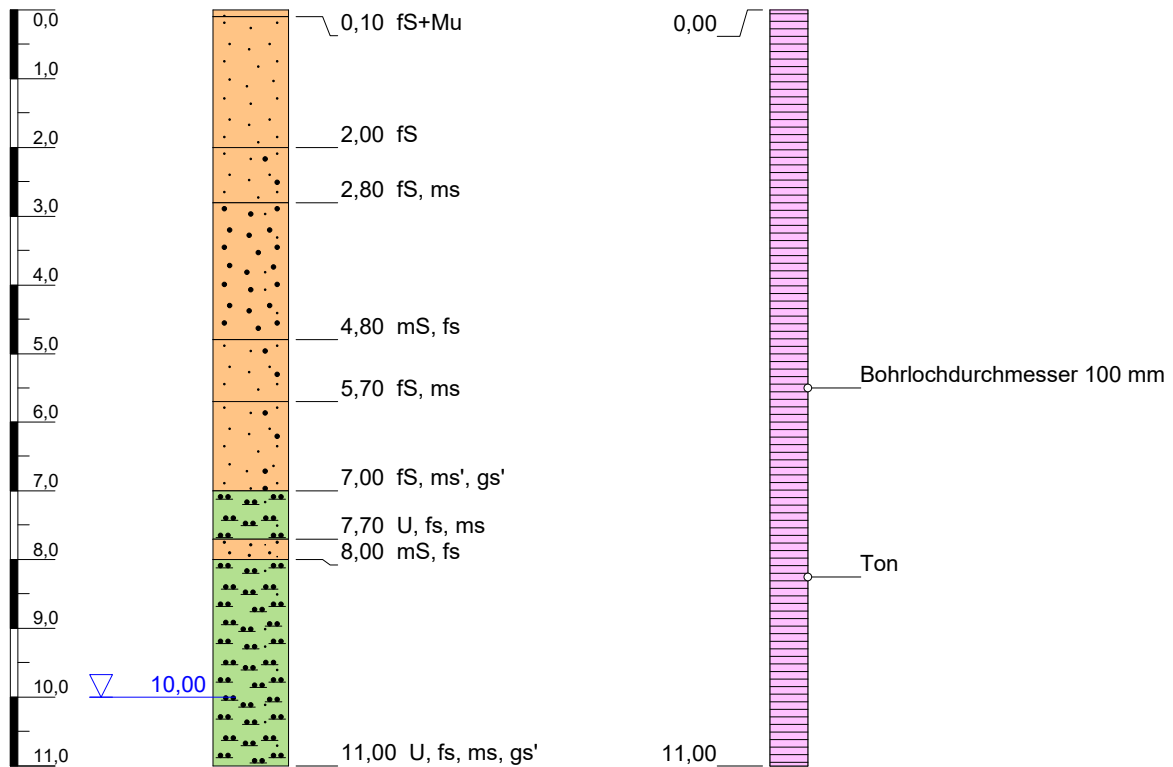 0,0
1,0
2,0
3,0
4,0
5,0
6,0
7,0
8,0
9,0
10,0
11,0
10,00
0,10 fS+Mu
2,00 fS
2,80 fS, ms
4,80 mS, fs
5,70 fS, ms
7,00 fS, ms', gs'
7,70 U, fs, ms
8,00 mS, fs
11,00 U, fs, ms, gs'
0,00
11,00
Bohrlochdurchmesser 100 mm
Ton